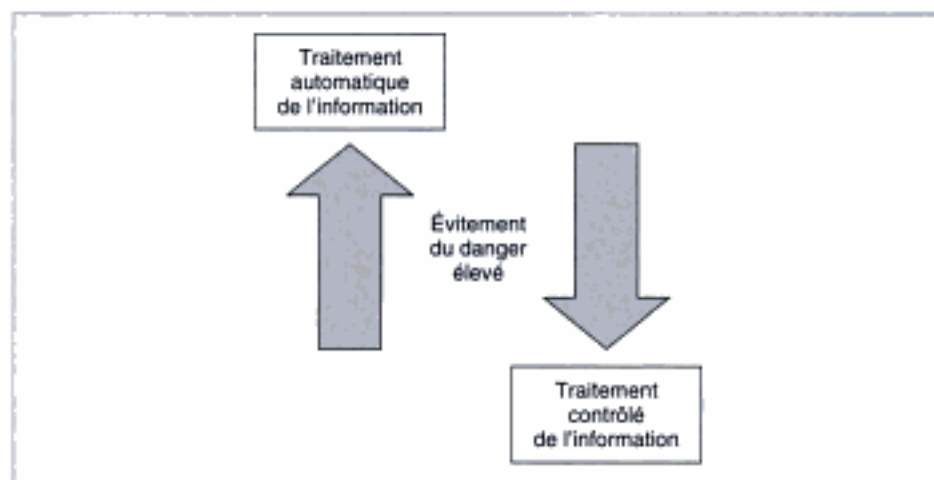 Traitement
automatique
de l'information
Évitement
du danger
élevé
Traitement
contrôlé
de l'information